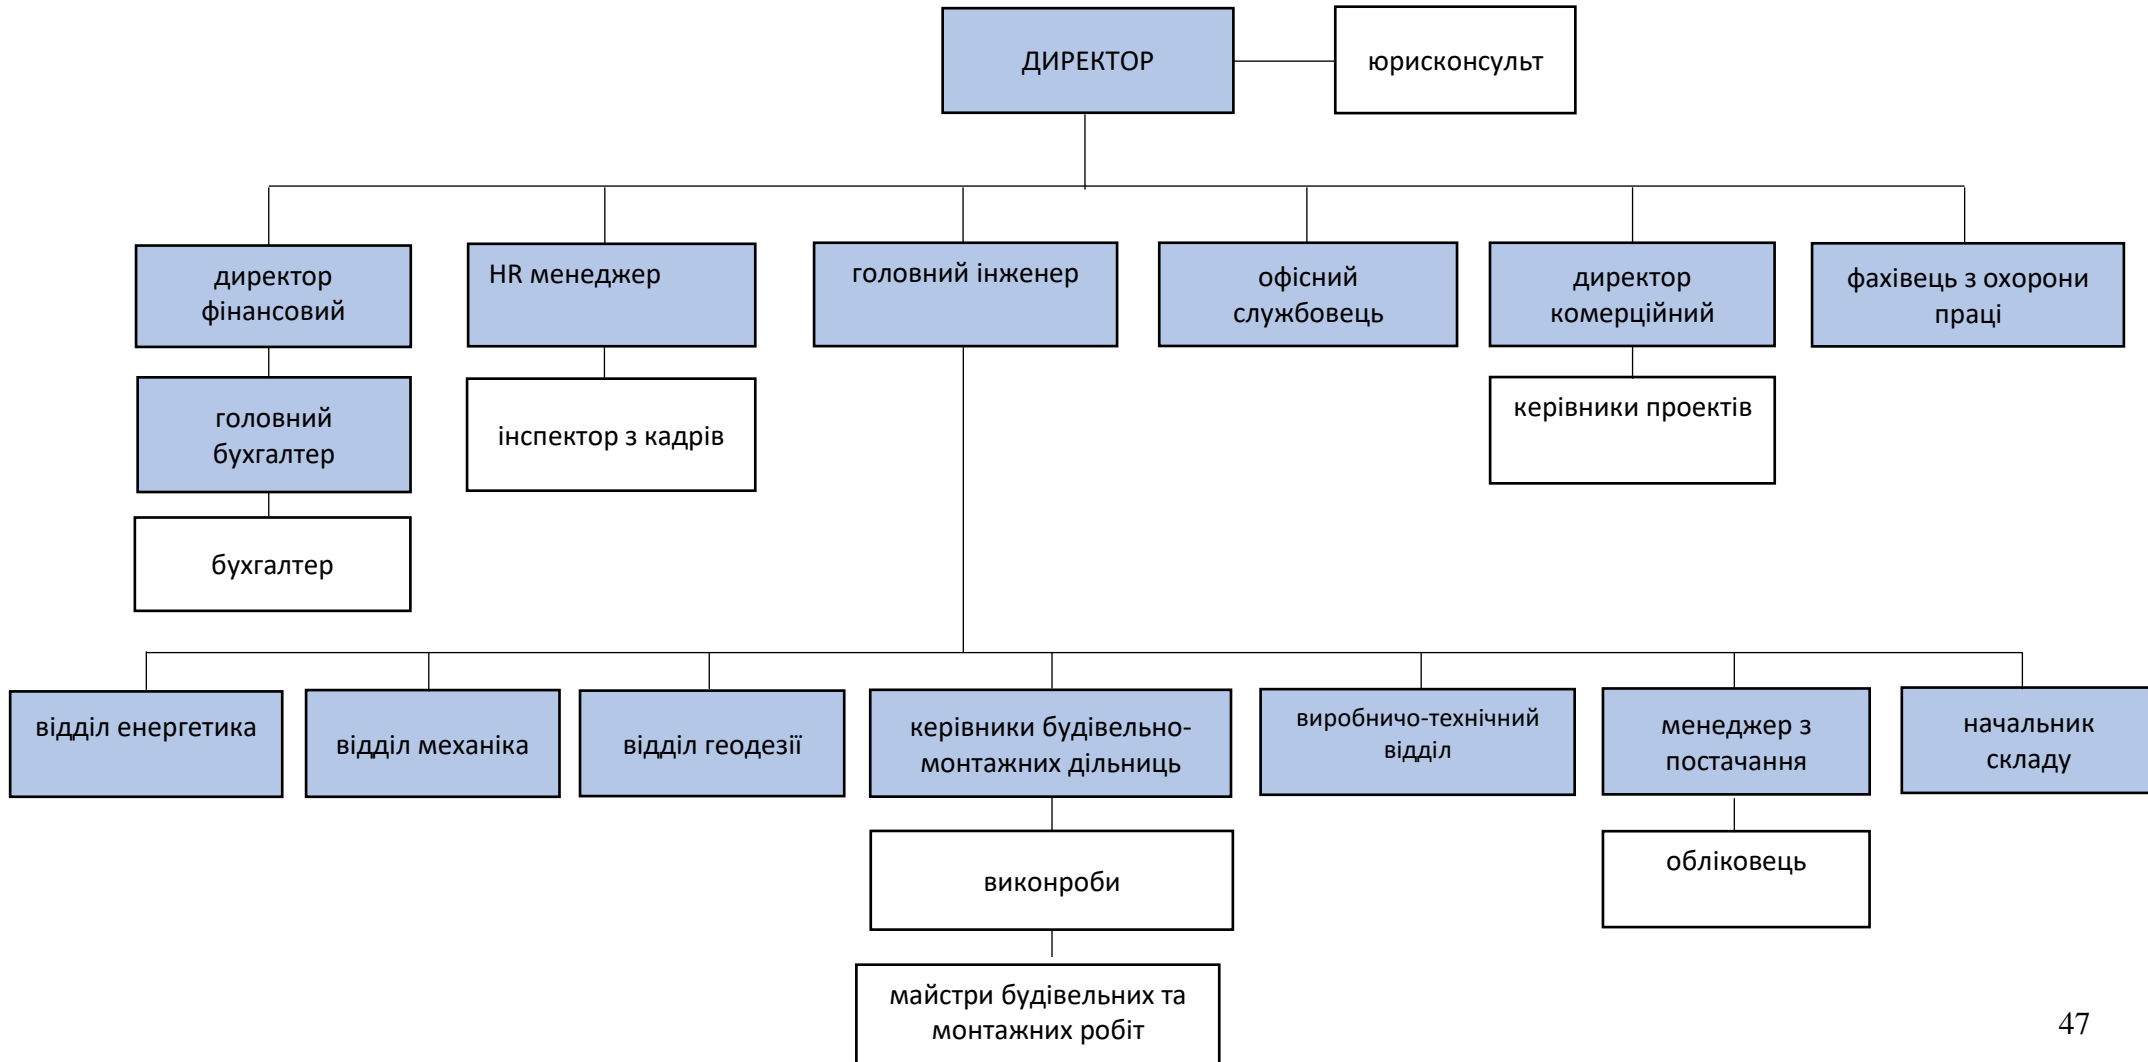 ДИРЕКТОР
юрисконсульт
директор
фінансовий
HR менеджер
головний інженер
офісний
службовець
директор
комерційний
фахівець з охорони
праці
головний
бухгалтер
інспектор з кадрів
керівники проектів
бухгалтер
відділ енергетика
відділ механіка
відділ геодезії
керівники будівельно-
монтажних дільниць
виробничо-технічний
відділ
менеджер з
постачання
начальник
складу
виконроби
обліковець
майстри будівельних та
монтажних робіт
47